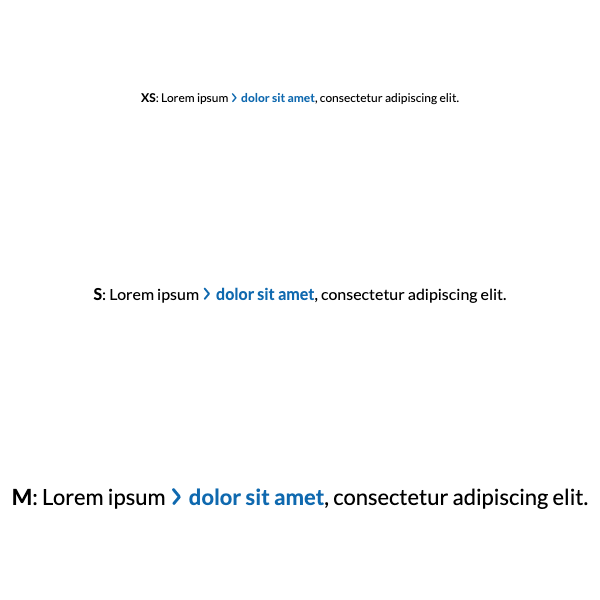 XS: Lorem ipsum › dolor sit amet, consectetur adipiscing elit.
S: Lorem ipsum › dolor sit amet, consectetur adipiscing elit.
M: Lorem ipsum › dolor sit amet, consectetur adipiscing elit.